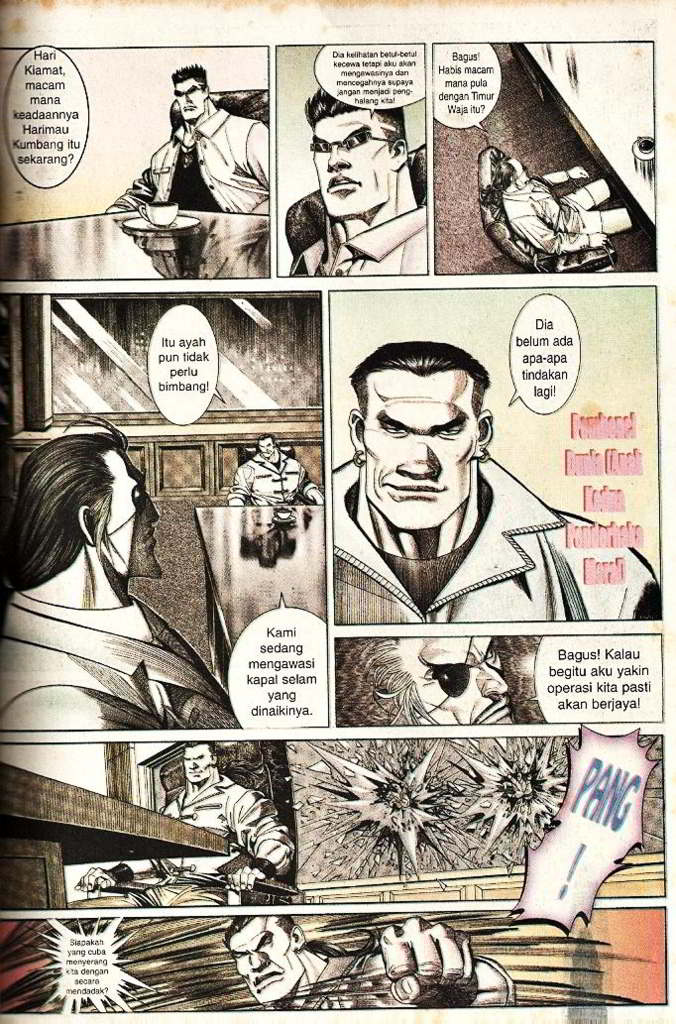 Hari
Kiamat,
macam
mana
keadaannya
Harimau
Kumbang itu
sekarang?
Dia kelihatan betul-betul
kecewa tetapi aku akan
mengawasinya dan
mencegahnya supaya
jangan menjadi peng-
halang kita!
Bagus!
Habis macam
mana pula
dengan Timur
Waja itu?
Itu ayah
pun tidak
perlu
bimbang!
Kami
sedang
mengawasi
kapal selam
yang
dinaikinya.
Dia
belum ada
apa-apa
tindakan
lagi!
Dunia
Kedua
Bagus! Kalau
begitu aku yakin
operasi kita pasti
akan berjaya!
PANG
!
Siapakah
yang cuba
menyerang
kita dengan
secara
mendadak?